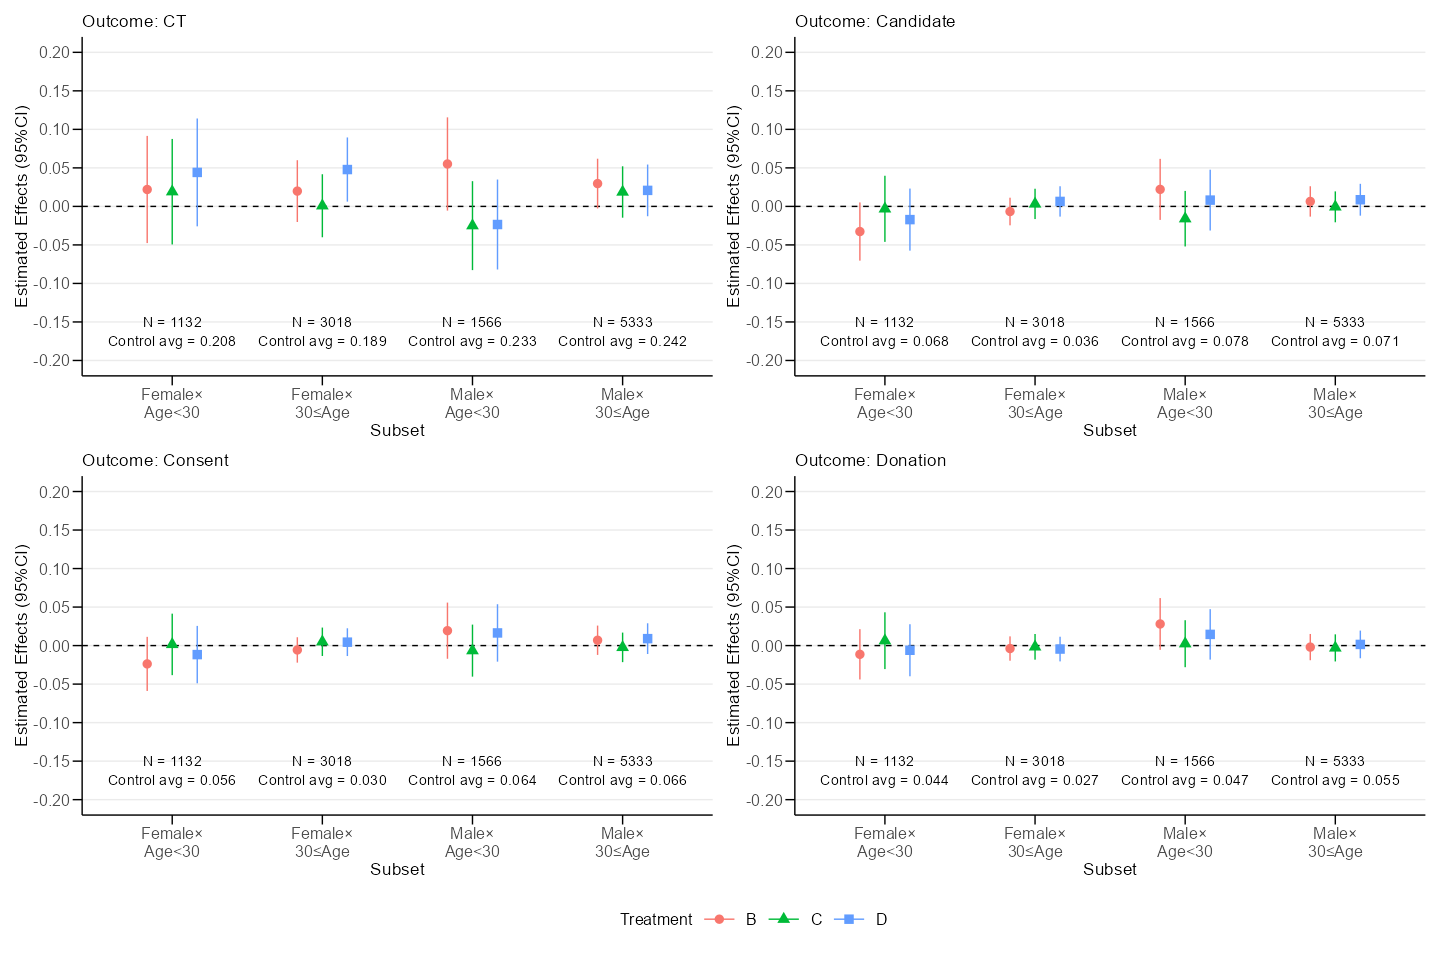 Outcome: CT
Estimated Effects (95%CI)
0.20
0.15
0.10
0.05
0.00
-0.05
-0.10
-0.15
-0.20
N = 1132
Control avg = 0.208
N = 3018
Control avg = 0.189
N = 1566
Control avg = 0.233
N = 5333
Control avg = 0.242
Female×
Age<30
Female×
30≤Age
Male×
Age<30
Male×
30≤Age
Subset
Outcome: Candidate
Estimated Effects (95%CI)
0.20
0.15
0.10
0.05
0.00
-0.05
-0.10
-0.15
-0.20
N = 1132
Control avg = 0.068
N = 3018
Control avg = 0.036
N = 1566
Control avg = 0.078
N = 5333
Control avg = 0.071
Female×
Age<30
Female×
30≤Age
Male×
Age<30
Male×
30≤Age
Subset
Outcome: Consent
Estimated Effects (95%CI)
0.20
0.15
0.10
0.05
0.00
-0.05
-0.10
-0.15
-0.20
N = 1132
Control avg = 0.056
N = 3018
Control avg = 0.030
N = 1566
Control avg = 0.064
N = 5333
Control avg = 0.066
Female×
Age<30
Female×
30≤Age
Male×
Age<30
Male×
30≤Age
Subset
Outcome: Donation
Estimated Effects (95%CI)
0.20
0.15
0.10
0.05
0.00
-0.05
-0.10
-0.15
-0.20
N = 1132
Control avg = 0.044
N = 3018
Control avg = 0.027
N = 1566
Control avg = 0.047
N = 5333
Control avg = 0.055
Female×
Age<30
Female×
30≤Age
Male×
Age<30
Male×
30≤Age
Subset
Treatment B C D